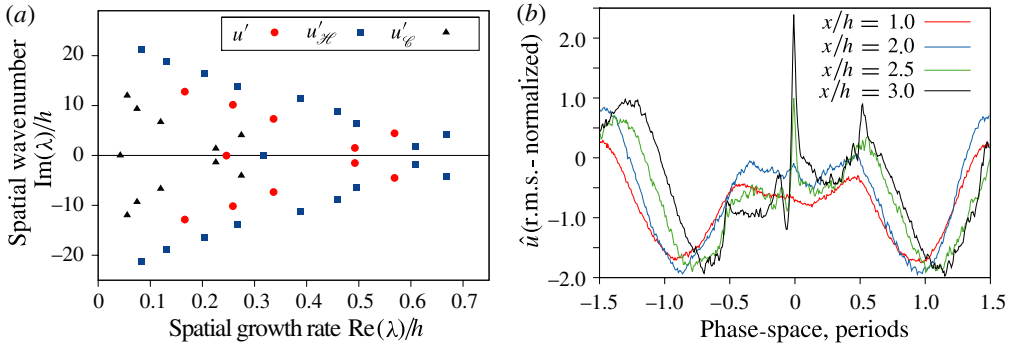 (a)
u′ u′ℋ u′𝒞
Spatial wavenumber
Im(λ)/h
20
10
0
−10
−20
0 0.1 0.2 0.3 0.4 0.5 0.6 0.7
Spatial growth rate Re(λ)/h
(b)
x/h = 1.0
x/h = 2.0
x/h = 2.5
x/h = 3.0
û(r.m.s.- normalized)
2.0
1.0
0
−1.0
−2.0
−1.5 −1.0 −0.5 0 0.5 1.0 1.5
Phase-space, periods